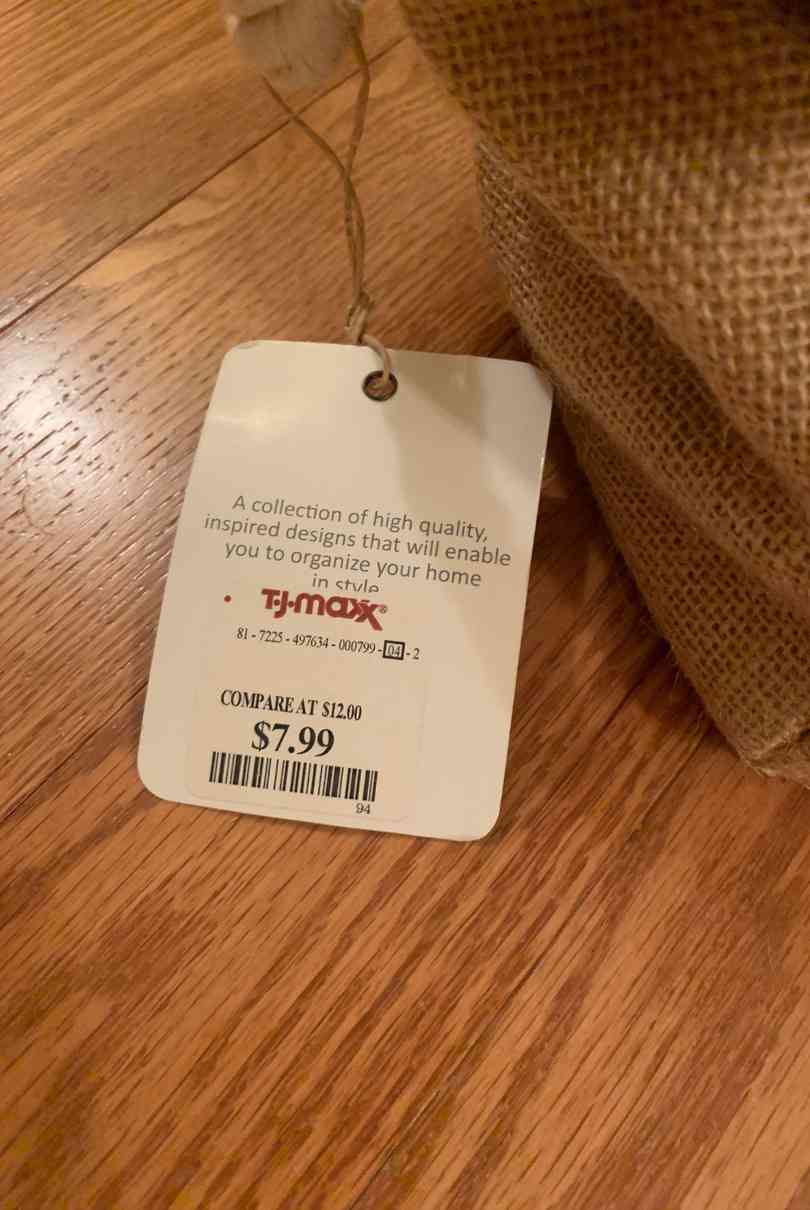 A collection of high quality,
inspired designs that will enable
you to organize your home
in style
T·J·maxx®
81 - 7225 - 497634 - 000799 - 04 - 2
COMPARE AT $12.00
$7.99
94